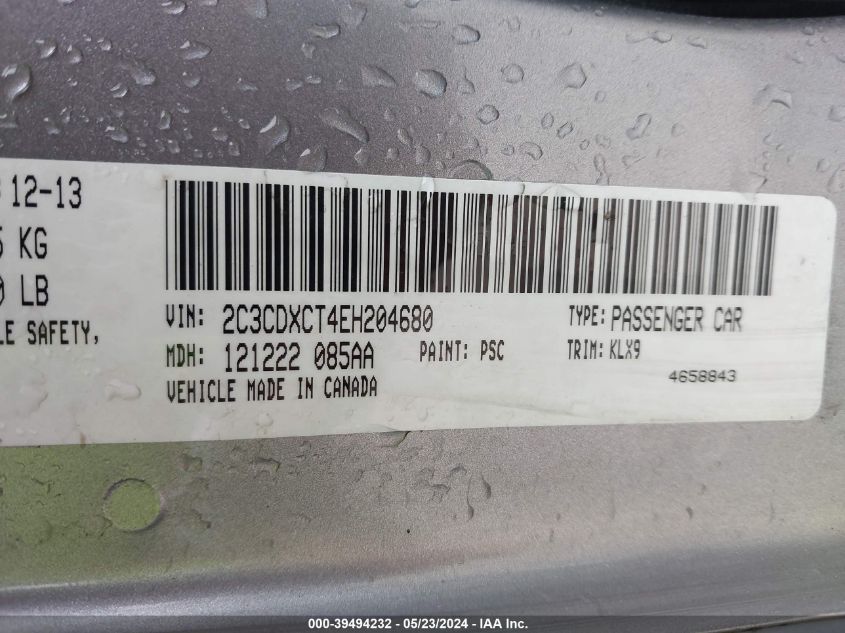 12-13
KG
LB
SAFETY,
VIN: 2C3CDXCT4EH204680 TYPE: PASSENGER CAR
MDH: 121222 085AA PAINT: PSC TRIM: KLX9
VEHICLE MADE IN CANADA 4658843
000-39494232 - 05/23/2024 - IAA Inc.